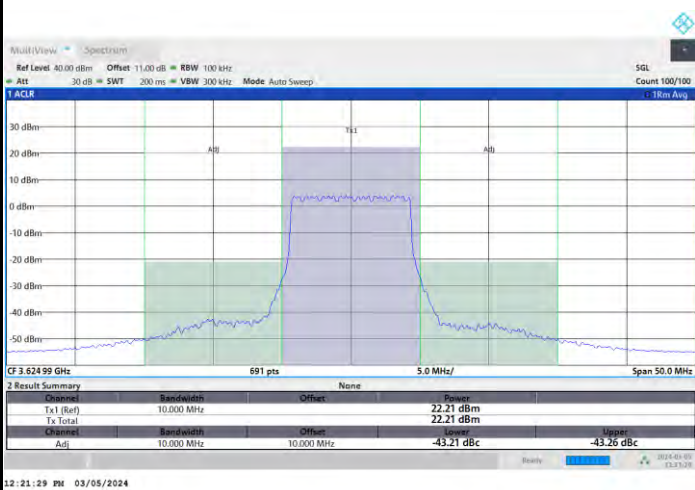 MultiView Spectrum
Ref Level 40.00 dBm Offset 11.00 dB RBW 100 kHz SGL
Att 30 dB SWT 200 ms VBW 300 kHz Mode Auto Sweep Count 100/100
1 ACLR 1Rm Avg
30 dBm
Tx1
20 dBm Adj Adj
10 dBm
0 dBm
-10 dBm
-20 dBm
-30 dBm
-40 dBm
-50 dBm
CF 3.624 99 GHz 691 pts 5.0 MHz/ Span 50.0 MHz
2 Result Summary None
Channel Bandwidth Offset Power
Tx1 (Ref) 10.000 MHz 22.21 dBm
Tx Total 22.21 dBm
Channel Bandwidth Offset Lower Upper
Adj 10.000 MHz 10.000 MHz -43.21 dBc -43.26 dBc
Ready
12:21:29 PM 03/05/2024